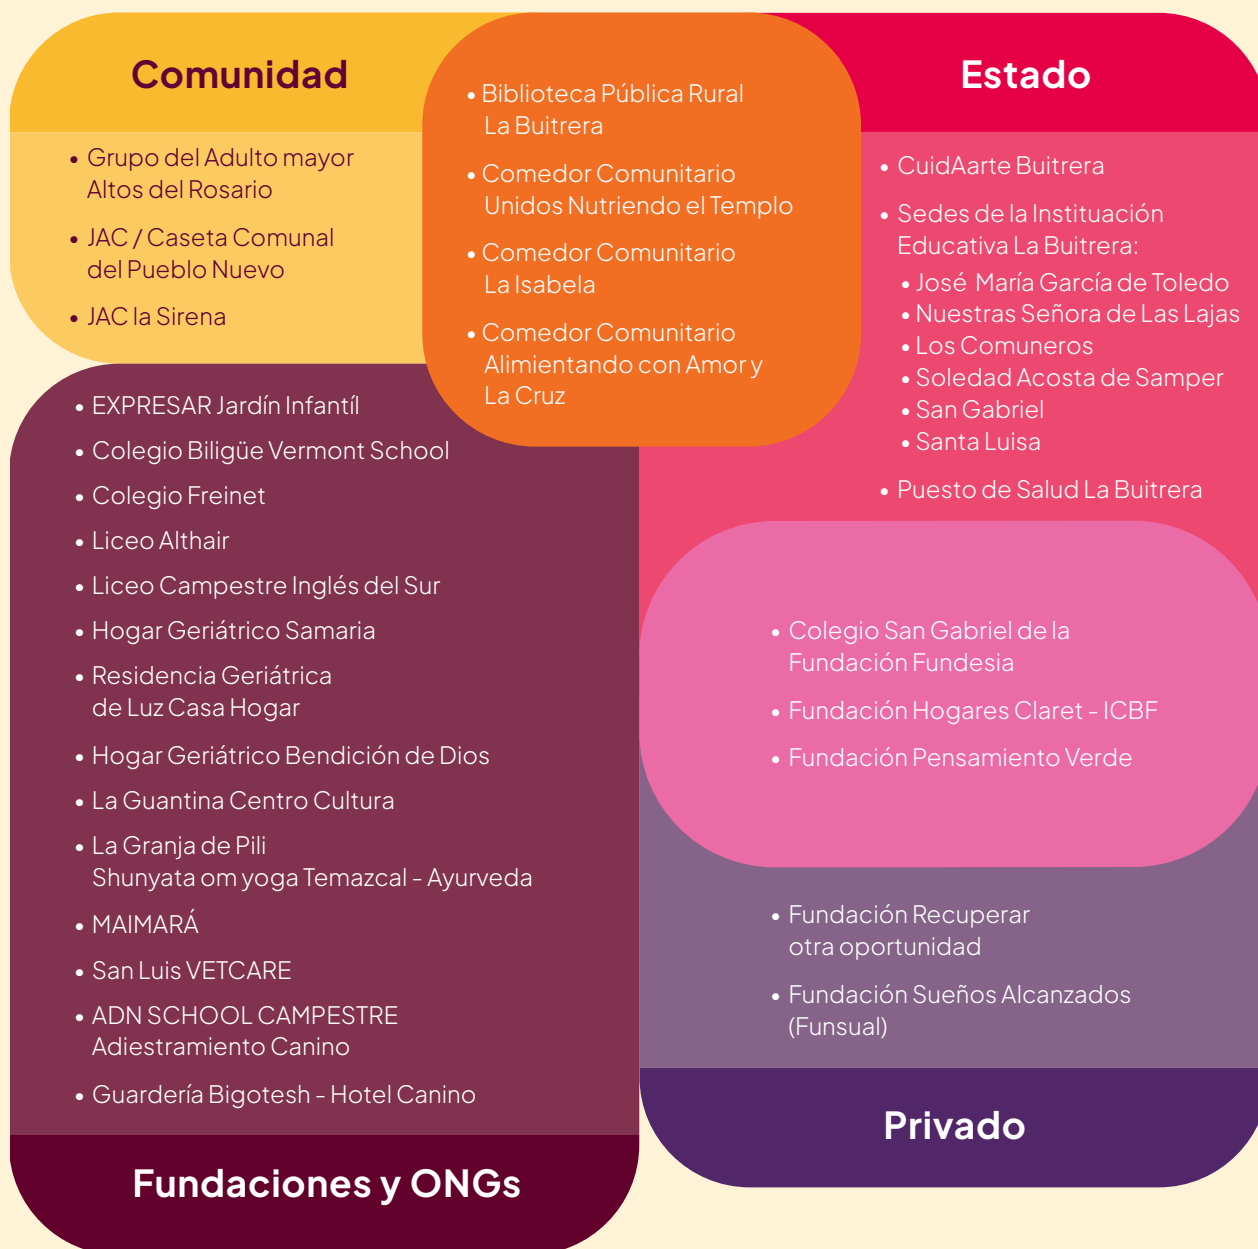 Comunidad
• Grupo del Adulto mayor
Altos del Rosario
• JAC / Caseta Comunal
del Pueblo Nuevo
• JAC la Sirena
• Biblioteca Pública Rural
La Buitrera
• Comedor Comunitario
Unidos Nutriendo el Templo
• Comedor Comunitario
La Isabela
• Comedor Comunitario
Alimientando con Amor y
La Cruz
Estado
• CuidAarte Buitrera
• Sedes de la Instituación
Educativa La Buitrera:
• José María García de Toledo
• Nuestras Señora de Las Lajas
• Los Comuneros
• Soledad Acosta de Samper
• San Gabriel
• Santa Luisa
• Puesto de Salud La Buitrera
• EXPRESAR Jardín Infantíl
• Colegio Biligüe Vermont School
• Colegio Freinet
• Liceo Althair
• Liceo Campestre Inglés del Sur
• Hogar Geriátrico Samaria
• Residencia Geriátrica
de Luz Casa Hogar
• Hogar Geriátrico Bendición de Dios
• La Guantina Centro Cultura
• La Granja de Pili
Shunyata om yoga Temazcal - Ayurveda
• MAIMARÁ
• San Luis VETCARE
• ADN SCHOOL CAMPESTRE
Adiestramiento Canino
• Guardería Bigotesh - Hotel Canino
Fundaciones y ONGs
• Colegio San Gabriel de la
Fundación Fundesia
• Fundación Hogares Claret - ICBF
• Fundación Pensamiento Verde
• Fundación Recuperar
otra oportunidad
• Fundación Sueños Alcanzados
(Funsual)
Privado